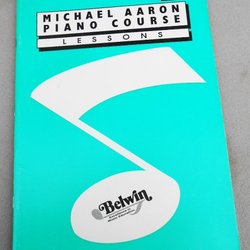 MICHAEL AARON
PIANO COURSE
LESSONS
Belwin